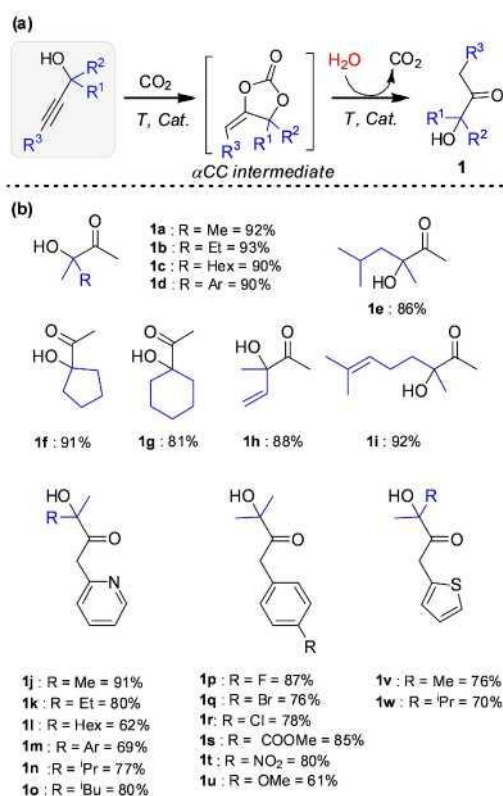 (a)
HO
R² 
R¹
R³
CO₂
T, Cat.
O
O O
R¹ R²
R³
αCC intermediate
H₂O CO₂
T, Cat.
R³
O
R¹
R²
HO
1
(b)
HO O
R
1a : R = Me = 92%
1b : R = Et = 93%
1c : R = Hex = 90%
1d : R = Ar = 90%
O
OH
1e : 86%
O
HO
1f : 91%
O
HO
1g : 81%
HO O
1h : 88%
O
OH
1i : 92%
HO
R
O
N
1j : R = Me = 91%
1k : R = Et = 80%
1l : R = Hex = 62%
1m : R = Ar = 69%
1n : R = ⁱPr = 77%
1o : R = ⁱBu = 80%
HO
O
R
1p : R = F = 87%
1q : R = Br = 76%
1r : R = Cl = 78%
1s : R = COOMe = 85%
1t : R = NO₂ = 80%
1u : R = OMe = 61%
HO R
O
S
1v : R = Me = 76%
1w : R = ⁱPr = 70%